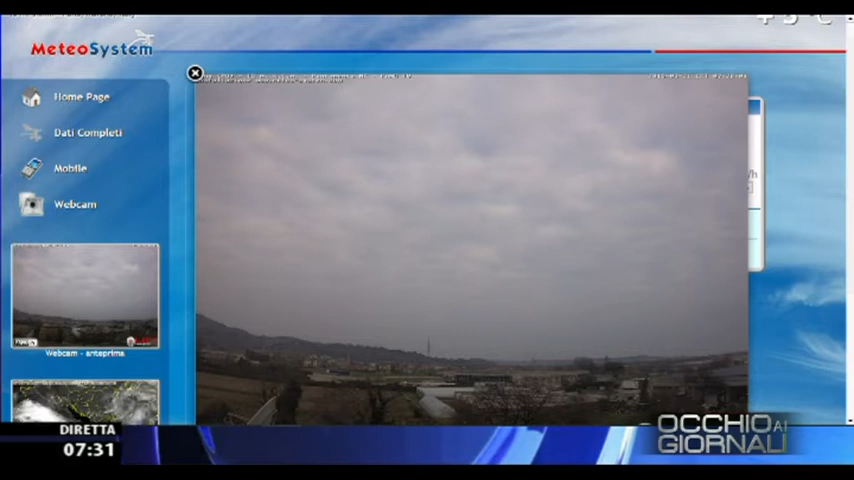 MeteoSystem
Home Page
Dati Completi
Mobile
Webcam
Webcam - anteprima
DIRETTA
07:31
OCCHIO AI
GIORNALI